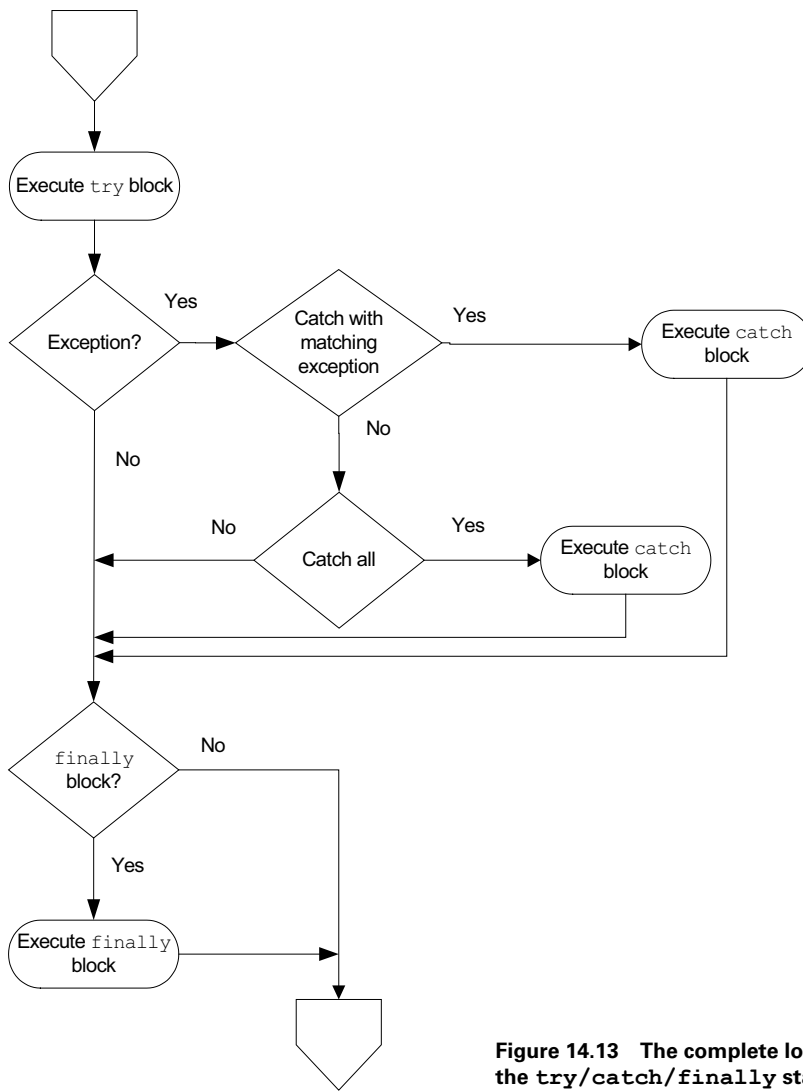 Execute try block
Exception?
Yes
Catch with
matching
exception
Yes
Execute catch
block
No
No
No
Catch all
Yes
Execute catch
block
finally
block?
No
Yes
Execute finally
block
Figure 14.13 The complete
the try/catch/finally